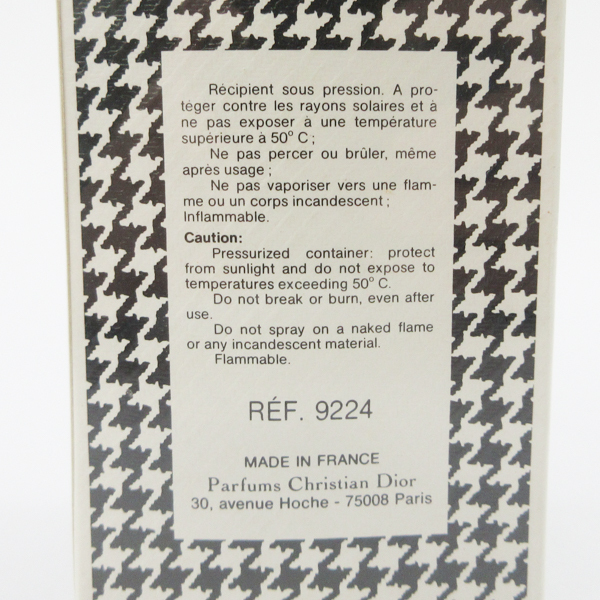 Récipient sous pression. A pro-
téger contre les rayons solaires et à
ne pas exposer à une température
supérieure à 50° C ;
Ne pas percer ou brûler, même
après usage ;
Ne pas vaporiser vers une flam-
me ou un corps incandescent ;
Inflammable.
Caution:
Pressurized container: protect
from sunlight and do not expose to
temperatures exceeding 50° C.
Do not break or burn, even after
use.
Do not spray on a naked flame
or any incandescent material.
Flammable.
RÉF. 9224
MADE IN FRANCE
Parfums Christian Dior
30, avenue Hoche - 75008 Paris